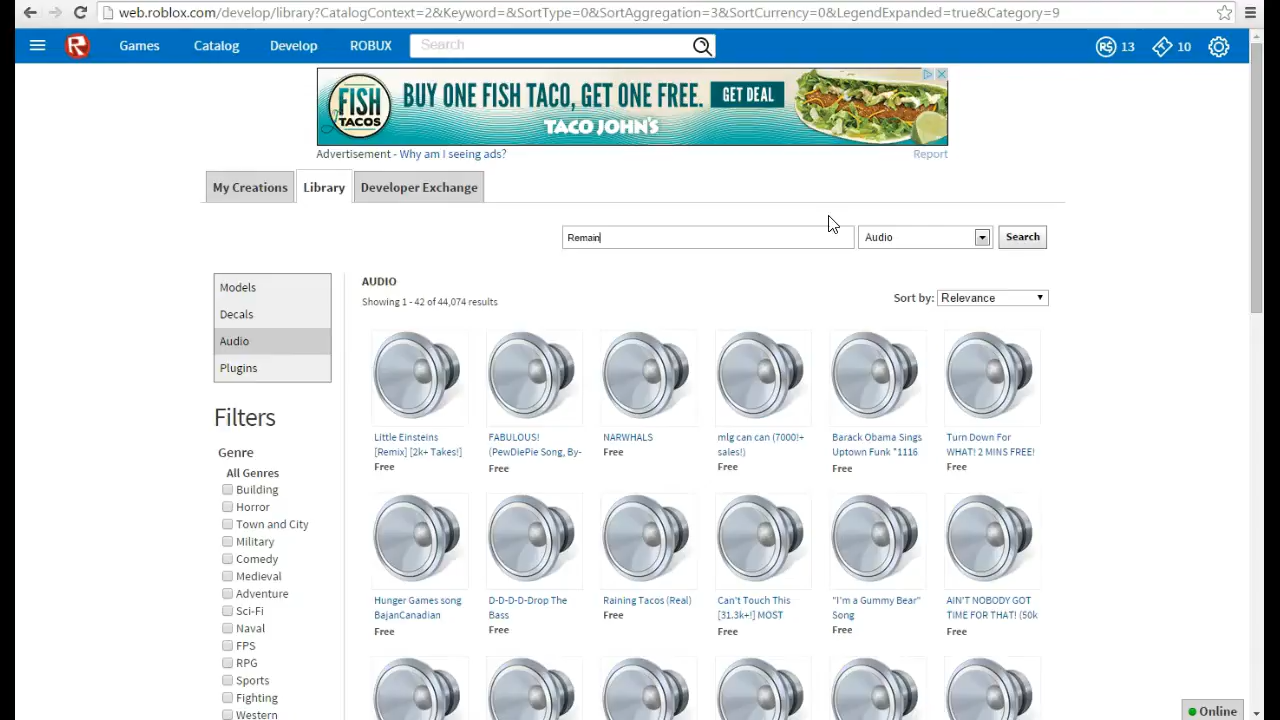 web.roblox.com/develop/library?CatalogContext=2&Keyword=&SortType=0&SortAggregation=3&SortCurrency=0&LegendExpanded=true&Category=9
R Games Catalog Develop ROBUX Search R$ 13 10
FISH TACOS BUY ONE FISH TACO, GET ONE FREE. GET DEAL
TACO JOHN'S
Advertisement - Why am I seeing ads? Report
My Creations Library Developer Exchange
Remain Audio Search
Models
Decals
Audio
Plugins
Filters
Genre
All Genres
Building
Horror
Town and City
Military
Comedy
Medieval
Adventure
Sci-Fi
Naval
FPS
RPG
Sports
Fighting
Western
AUDIO
Showing 1 - 42 of 44,074 results
Sort by: Relevance
Little Einsteins
[Remix] [2k+ Takes!]
Free
FABULOUS!
(PewDiePie Song, By-
Free
NARWHALS
Free
mlg can can (7000!+
sales!)
Free
Barack Obama Sings
Uptown Funk *1116
Free
Turn Down For
WHAT! 2 MINS FREE!
Free
Hunger Games song
BajanCanadian
Free
D-D-D-D-Drop The
Bass
Free
Raining Tacos (Real)
Free
Can't Touch This
[31.3k+!] MOST
Free
"I'm a Gummy Bear"
Song
Free
AIN'T NOBODY GOT
TIME FOR THAT! (50k
Free
Online